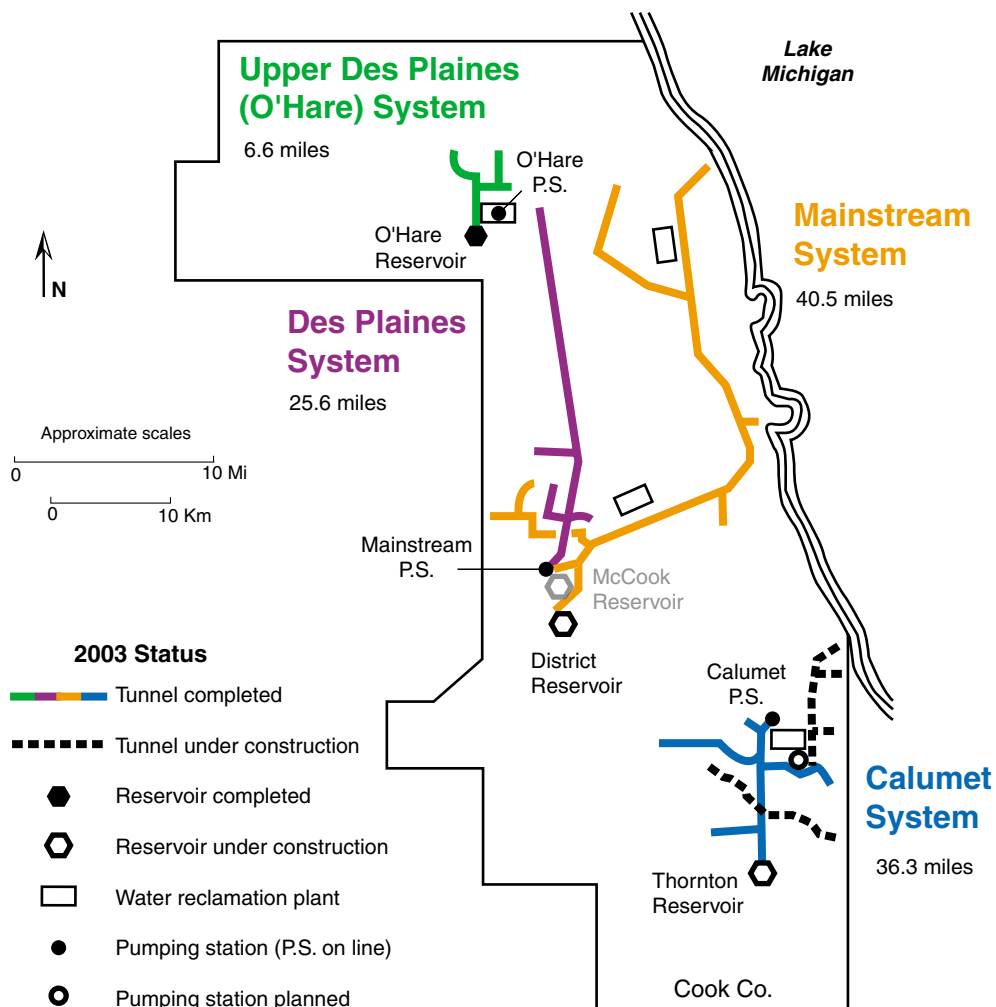 Lake
Michigan
Upper Des Plaines
(O'Hare) System
6.6 miles
O'Hare
P.S.
O'Hare
Reservoir
Mainstream
System
40.5 miles
N
Des Plaines
System
25.6 miles
Approximate scales
0 10 Mi
0 10 Km
Mainstream
P.S.
McCook
Reservoir
District
Reservoir
Calumet
P.S.
Calumet
System
36.3 miles
Thornton
Reservoir
Cook Co.
2003 Status
Tunnel completed
Tunnel under construction
Reservoir completed
Reservoir under construction
Water reclamation plant
Pumping station (P.S. on line)
Pumping station planned